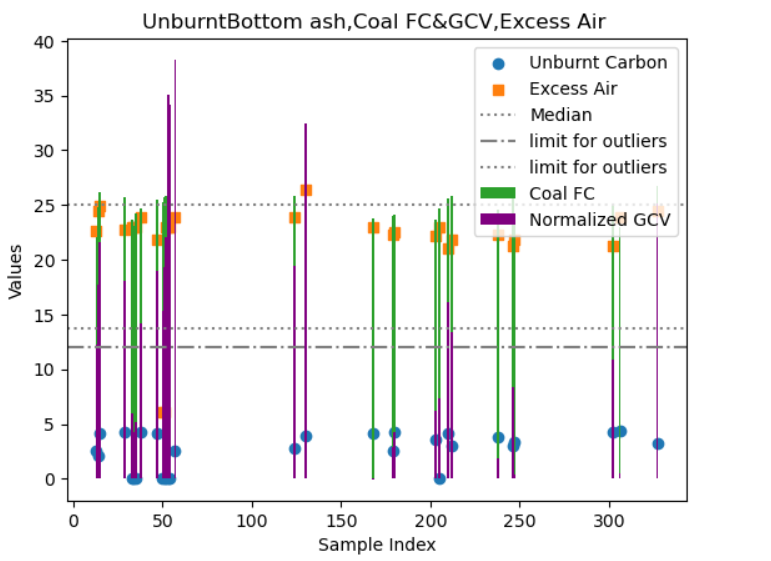 UnburntBottom ash,Coal FC&GCV,Excess Air
40
35
30
25
20
15
10
5
0
Values
Unburnt Carbon
Excess Air
Median
limit for outliers
limit for outliers
Coal FC
Normalized GCV
0 50 100 150 200 250 300
Sample Index